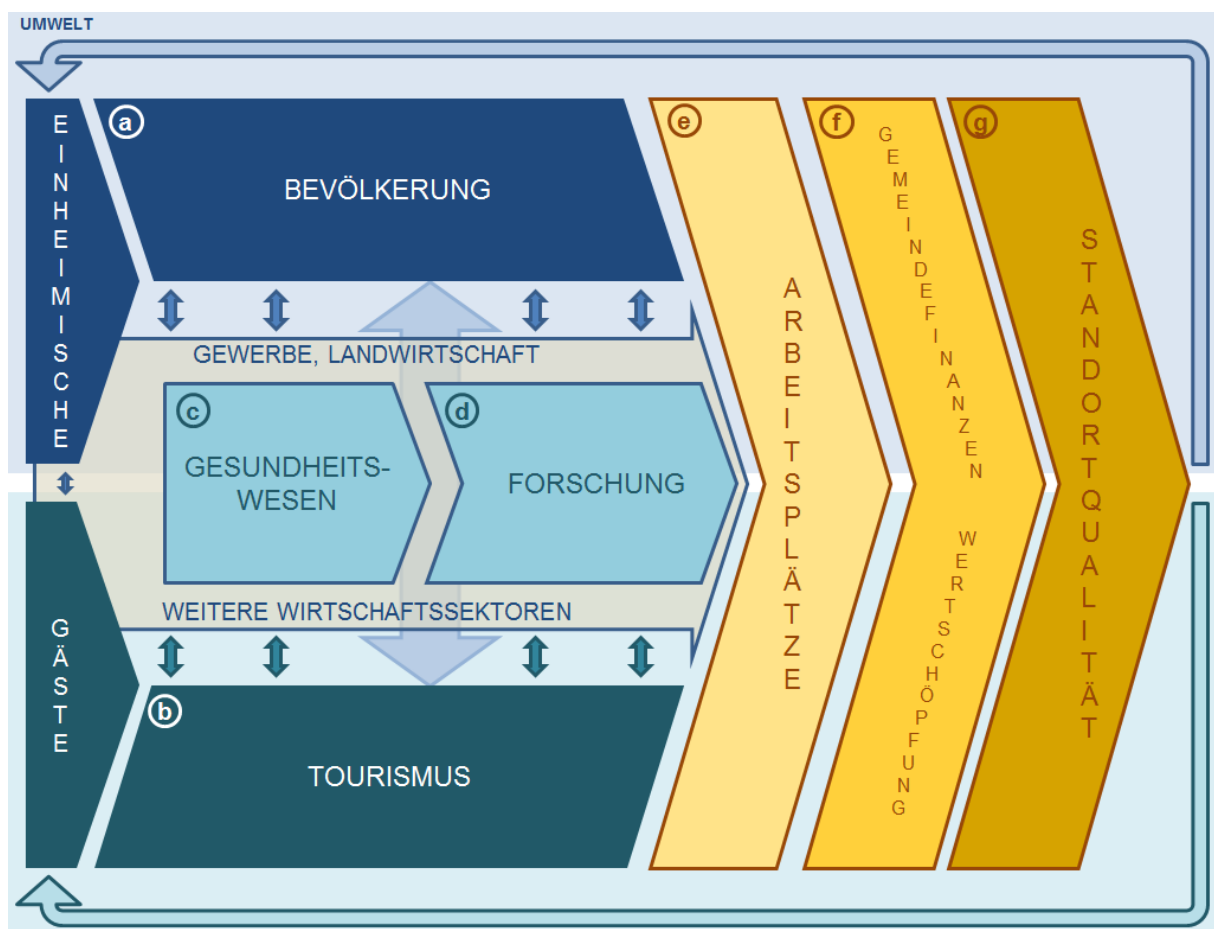 UMWELT
EINHEIMISCHE
a
BEVÖLKERUNG
GEWERBE, LANDWIRTSCHAFT
c
GESUNDHEITS-
WESEN
d
FORSCHUNG
WEITERE WIRTSCHAFTSSEKTOREN
GÄSTE
b
TOURISMUS
e
ARBEITSPLÄTZE
f
GEMEINDEFINANZEN
WERTSCHÖPFUNG
g
STANDORTQUALITÄT